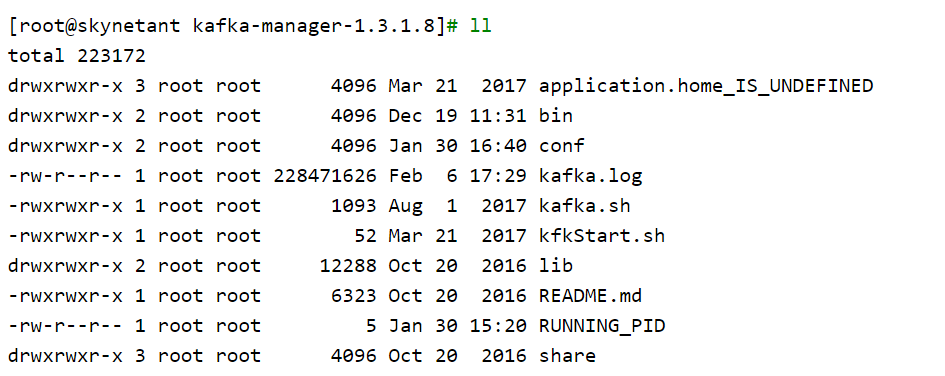 [root@skynetant kafka-manager-1.3.1.8]# ll
total 223172
drwxrwxr-x 3 root root      4096 Mar 21  2017 application.home_IS_UNDEFINED
drwxrwxr-x 2 root root      4096 Dec 19 11:31 bin
drwxrwxr-x 2 root root      4096 Jan 30 16:40 conf
-rw-r--r-- 1 root root 228471626 Feb  6 17:29 kafka.log
-rwxrwxr-x 1 root root      1093 Aug  1  2017 kafka.sh
-rwxrwxr-x 1 root root        52 Mar 21  2017 kfkStart.sh
drwxrwxr-x 2 root root     12288 Oct 20  2016 lib
-rwxrwxr-x 1 root root      6323 Oct 20  2016 README.md
-rw-r--r-- 1 root root         5 Jan 30 15:20 RUNNING_PID
drwxrwxr-x 3 root root      4096 Oct 20  2016 share